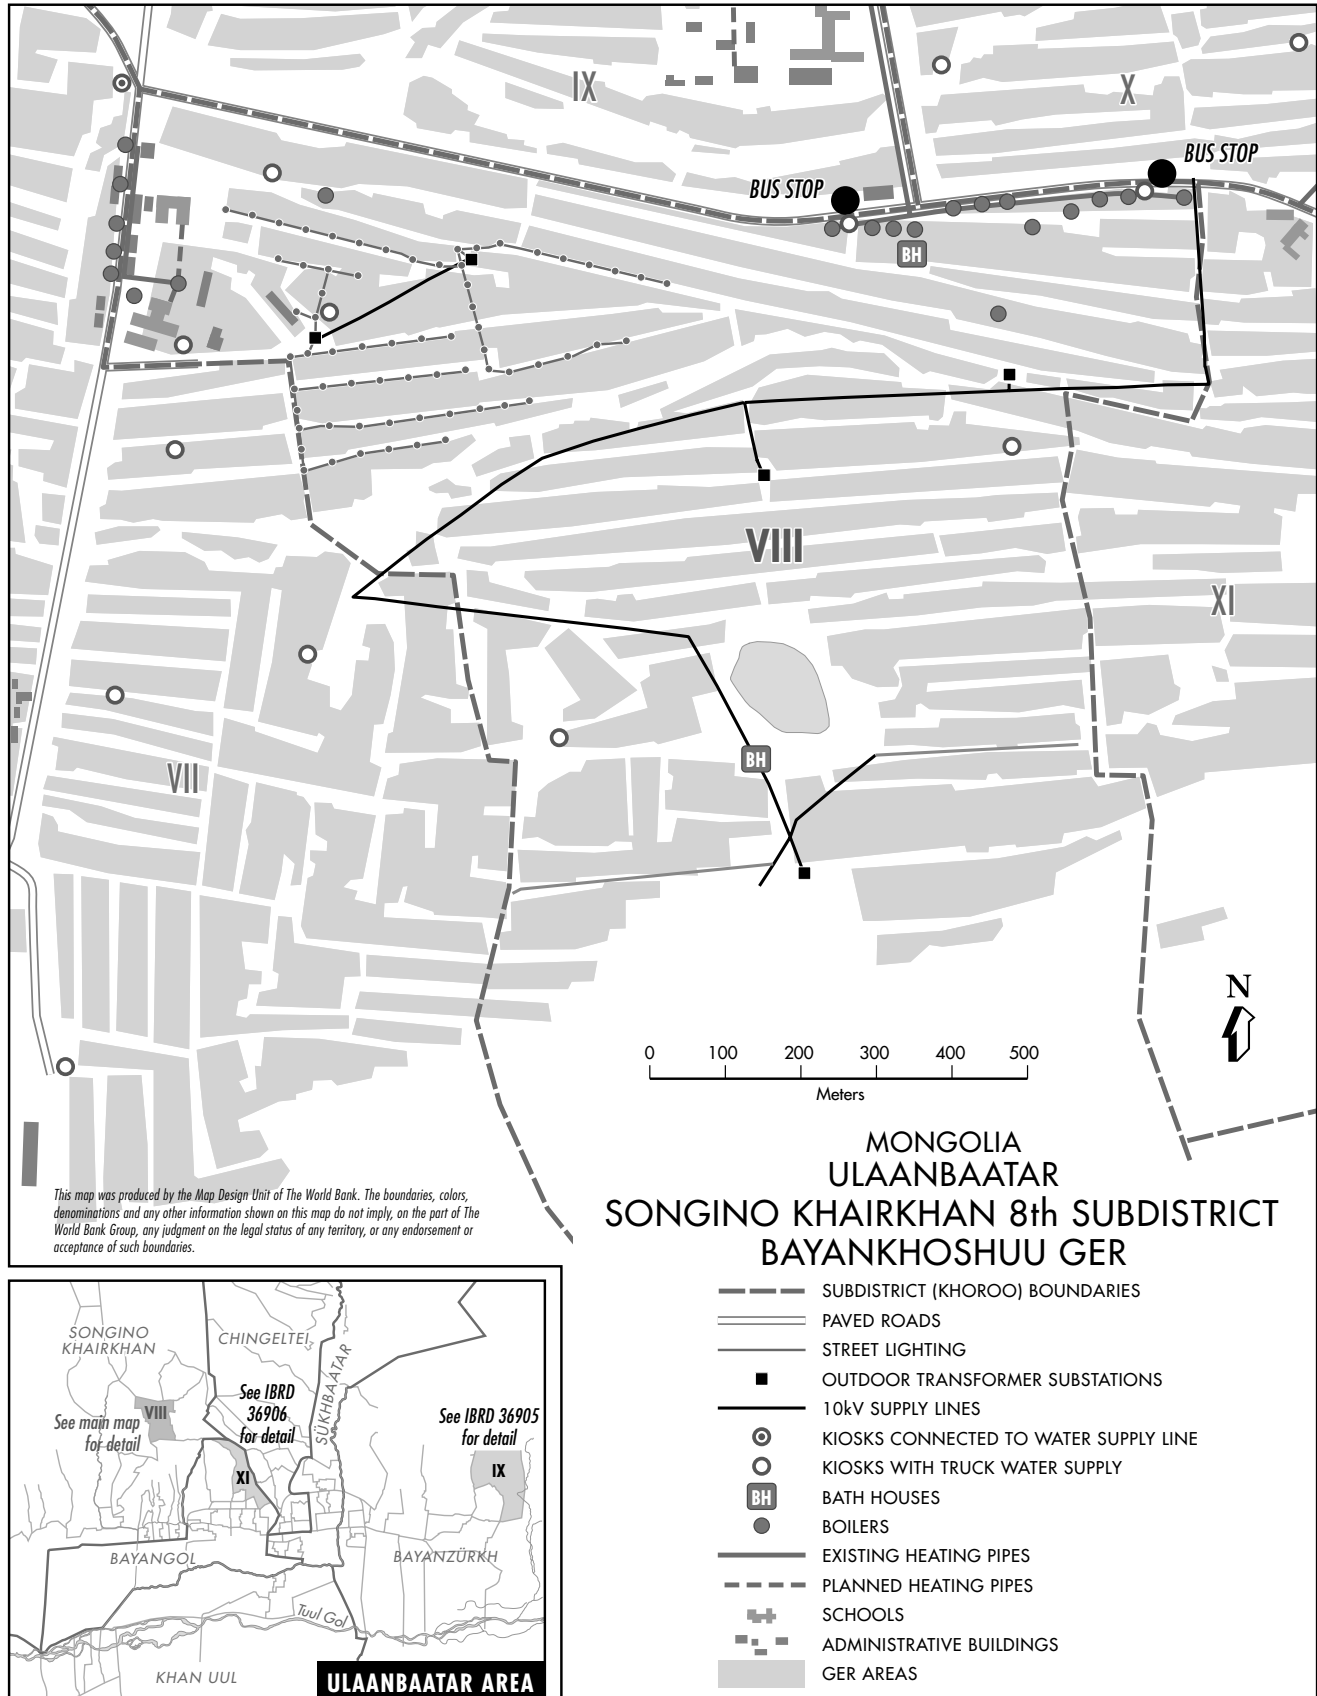 IX
X
BUS STOP
BUS STOP
BH
VIII
XI
BH
VII
N
0 100 200 300 400 500
Meters
This map was produced by the Map Design Unit of The World Bank. The boundaries, colors,
denominations and any other information shown on this map do not imply, on the part of The
World Bank Group, any judgment on the legal status of any territory, or any endorsement or
acceptance of such boundaries.
MONGOLIA
ULAANBAATAR
SONGINO KHAIRKHAN 8th SUBDISTRICT
BAYANKHOSHUU GER
SUBDISTRICT (KHOROO) BOUNDARIES
PAVED ROADS
STREET LIGHTING
OUTDOOR TRANSFORMER SUBSTATIONS
10kV SUPPLY LINES
KIOSKS CONNECTED TO WATER SUPPLY LINE
KIOSKS WITH TRUCK WATER SUPPLY
BH BATH HOUSES
BOILERS
EXISTING HEATING PIPES
PLANNED HEATING PIPES
SCHOOLS
ADMINISTRATIVE BUILDINGS
GER AREAS
SONGINO
KHAIRKHAN
CHINGELTEI
SÜKHBAATAR
See IBRD
36906
for detail
VIII
See main map
for detail
See IBRD 36905
for detail
XI
IX
BAYANGOL
BAYANZÜRKH
Tuul Gol
KHAN UUL
ULAANBAATAR AREA